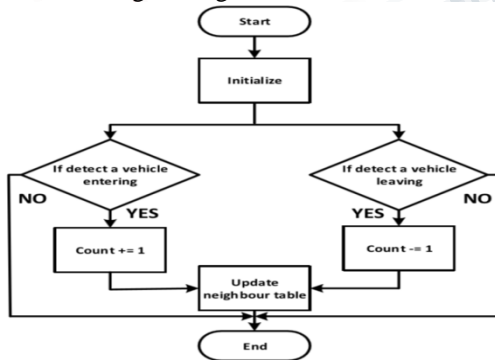 Start
Initialize
If detect a vehicle
entering
If detect a vehicle
leaving
NO
YES
YES
NO
Count += 1
Count -= 1
Update
neighbour table
End